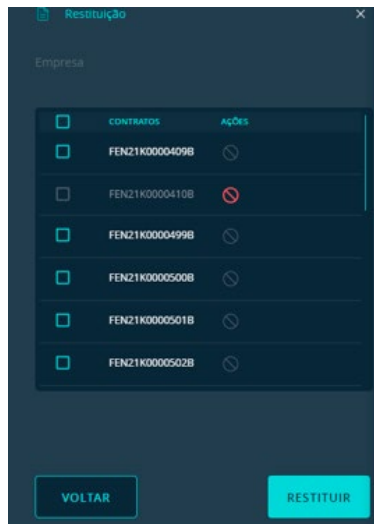 Restituição
Empresa
CONTRATOS AÇÕES
FEN21K0000409B
FEN21K0000410B
FEN21K0000499B
FEN21K0000500B
FEN21K0000501B
FEN21K0000502B
VOLTAR RESTITUIR